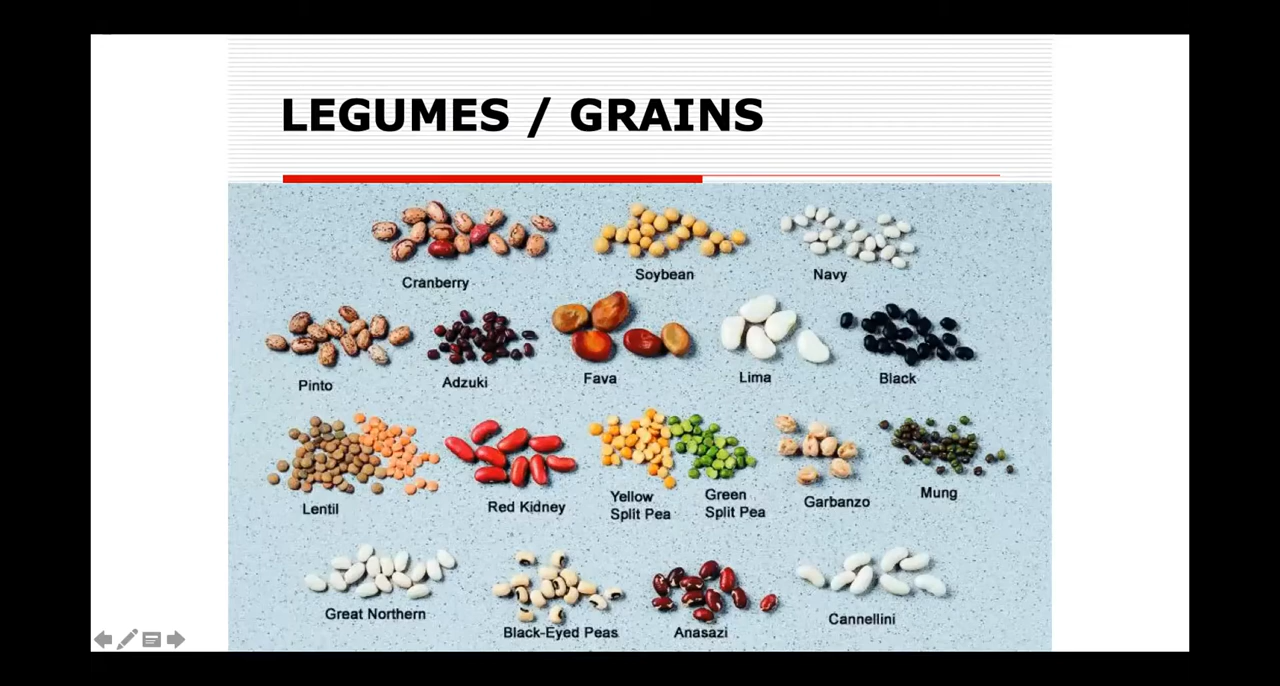 LEGUMES / GRAINS
Cranberry
Soybean
Navy
Pinto
Adzuki
Fava
Lima
Black
Lentil
Red Kidney
Yellow
Split Pea
Green
Split Pea
Garbanzo
Mung
Great Northern
Black-Eyed Peas
Anasazi
Cannellini